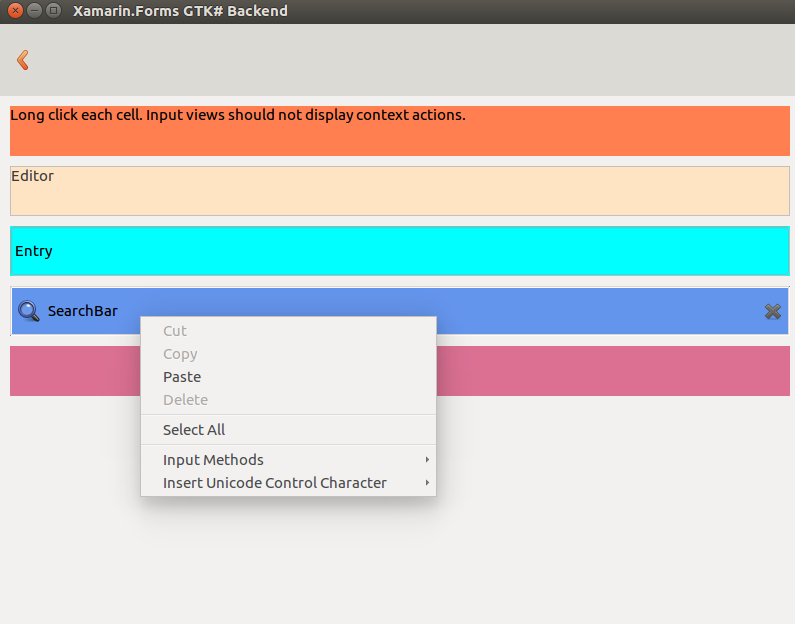 Xamarin.Forms GTK# Backend
Long click each cell. Input views should not display context actions.
Editor
Entry
SearchBar
Cut
Copy
Paste
Delete
Select All
Input Methods
Insert Unicode Control Character